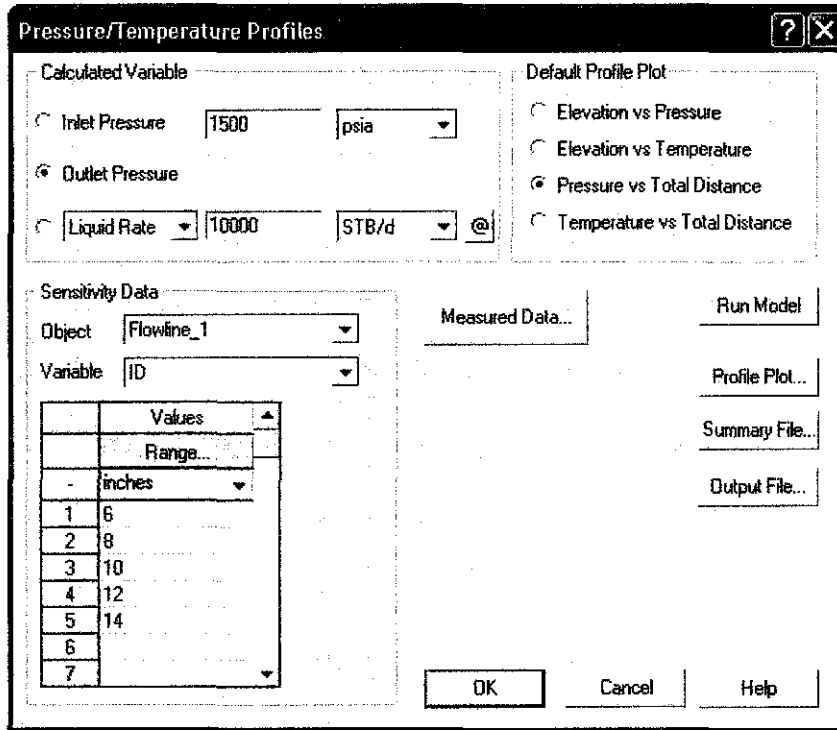 Pressure/Temperature Profiles
Calculated Variable
Inlet Pressure 1500 psia
Outlet Pressure
Liquid Rate 10000 STB/d @
Default Profile Plot
Elevation vs Pressure
Elevation vs Temperature
Pressure vs Total Distance
Temperature vs Total Distance
Sensitivity Data
Object Flowline_1
Variable ID
Values
Range...
- inches
1 6
2 8
3 10
4 12
5 14
6
7
Measured Data...
Run Model
Profile Plot...
Summary File...
Output File...
OK Cancel Help